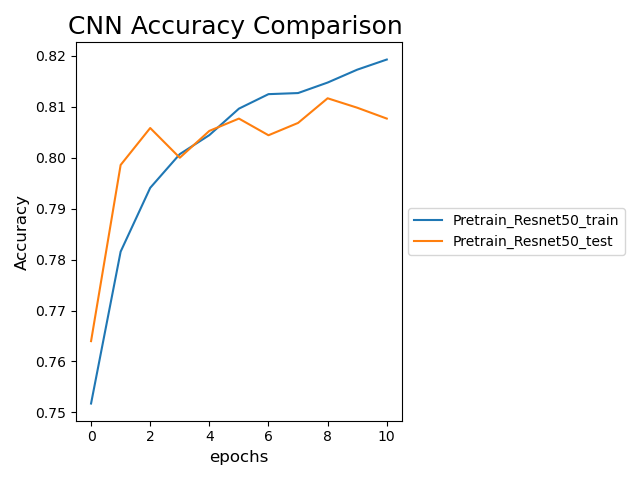 CNN Accuracy Comparison
0.82
0.81
0.80
0.79
0.78
0.77
0.76
0.75
Accuracy
0 2 4 6 8 10
epochs
Pretrain_Resnet50_train
Pretrain_Resnet50_test